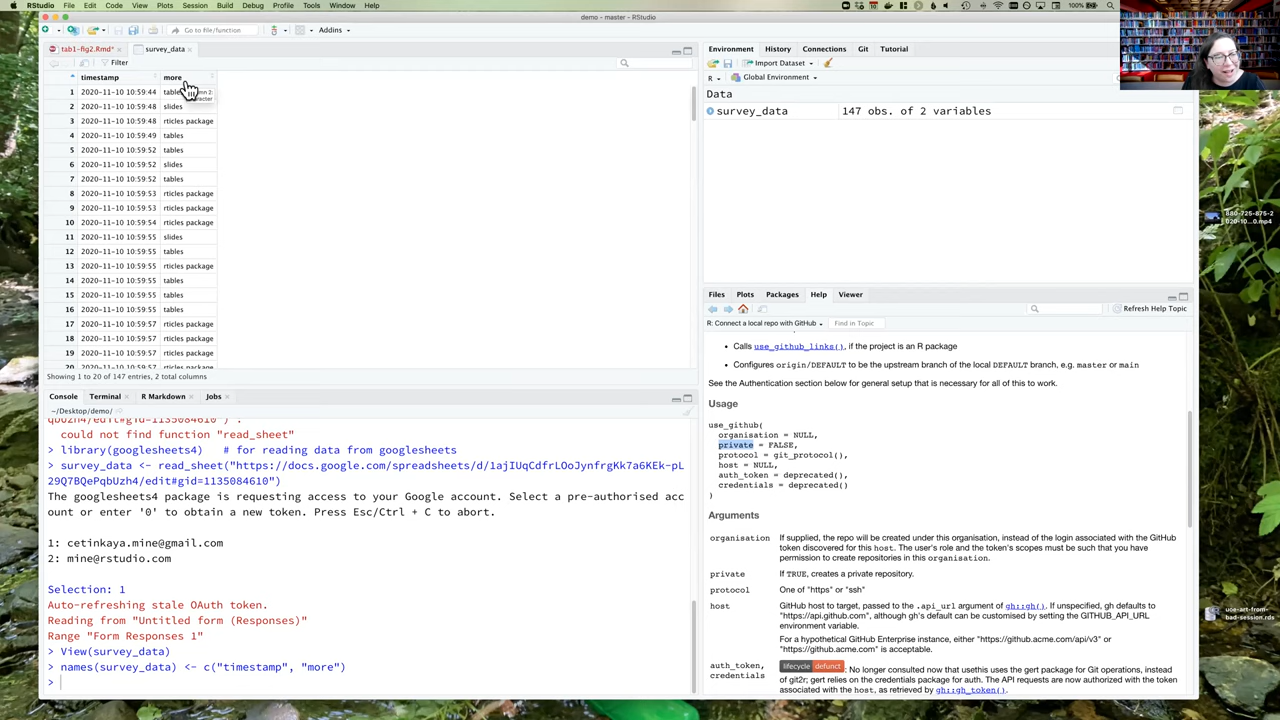 RStudio File Edit Code View Plots Session Build Debug Profile Tools Window Help 100%
demo - master - RStudio
Go to file/function Addins
tab1-fig2.Rmd* survey_data
Filter
timestamp more
1 2020-11-10 10:59:44
2 2020-11-10 10:59:48 slides
3 2020-11-10 10:59:48 rticles package
4 2020-11-10 10:59:49 tables
5 2020-11-10 10:59:52 tables
6 2020-11-10 10:59:52 slides
7 2020-11-10 10:59:52 tables
8 2020-11-10 10:59:53 rticles package
9 2020-11-10 10:59:53 rticles package
10 2020-11-10 10:59:54 rticles package
11 2020-11-10 10:59:55 slides
12 2020-11-10 10:59:55 tables
13 2020-11-10 10:59:55 rticles package
14 2020-11-10 10:59:55 tables
15 2020-11-10 10:59:55 tables
16 2020-11-10 10:59:55 tables
17 2020-11-10 10:59:57 rticles package
18 2020-11-10 10:59:57 rticles package
19 2020-11-10 10:59:57 rticles package
20 2020-11-10 10:59:57 rticles package
Showing 1 to 20 of 147 entries, 2 total columns
Console Terminal R Markdown Jobs
~/Desktop/demo/
could not find function "read_sheet"
> library(googlesheets4) # for reading data from googlesheets
> survey_data <- read_sheet("https://docs.google.com/spreadsheets/d/1ajIUqCdfrLOoJynfrgKk7a6KEk-pL
29Q7BQePqbUzh4/edit#gid=1135084610")
The googlesheets4 package is requesting access to your Google account. Select a pre-authorised acc
ount or enter '0' to obtain a new token. Press Esc/Ctrl + C to abort.
1: cetinkaya.mine@gmail.com
2: mine@rstudio.com
Selection: 1
Auto-refreshing stale OAuth token.
Reading from "Untitled form (Responses)"
Range "Form Responses 1"
> View(survey_data)
> names(survey_data) <- c("timestamp", "more")
>
Environment History Connections Git Tutorial
Import Dataset
R Global Environment
Data
survey_data 147 obs. of 2 variables
Files Plots Packages Help Viewer
Refresh Help Topic
R: Connect a local repo with GitHub Find in Topic
• Calls use_github_links(), if the project is an R package
• Configures origin/DEFAULT to be the upstream branch of the local DEFAULT branch, e.g. master or main
See the Authentication section below for general setup that is necessary for all of this to work.
Usage
use_github(
organisation = NULL,
private = FALSE,
protocol = git_protocol(),
host = NULL,
auth_token = deprecated(),
credentials = deprecated()
)
Arguments
organisation If supplied, the repo will be created under this organisation, instead of the login associated with the GitHub
token discovered for this host. The user's role and the token's scopes must be such that you have
permission to create repositories in this organisation.
private If TRUE, creates a private repository.
protocol One of "https" or "ssh"
host GitHub host to target, passed to the .api_url argument of gh::gh(). If unspecified, gh defaults to
"https://api.github.com", although gh's default can be customised by setting the GITHUB_API_URL
environment variable.
For a hypothetical GitHub Enterprise instance, either "https://github.acme.com/api/v3" or
"https://github.acme.com" is acceptable.
auth_token, credentials lifecycle defunct : No longer consulted now that usethis uses the gert package for Git operations, instead
of git2r; gert relies on the credentials package for auth. The API requests are now authorized with the token
associated with the host, as retrieved by gh::gh_token().
880-725-875-2
020-10...0.mp4
uoe-art-from-
bad-session.rds